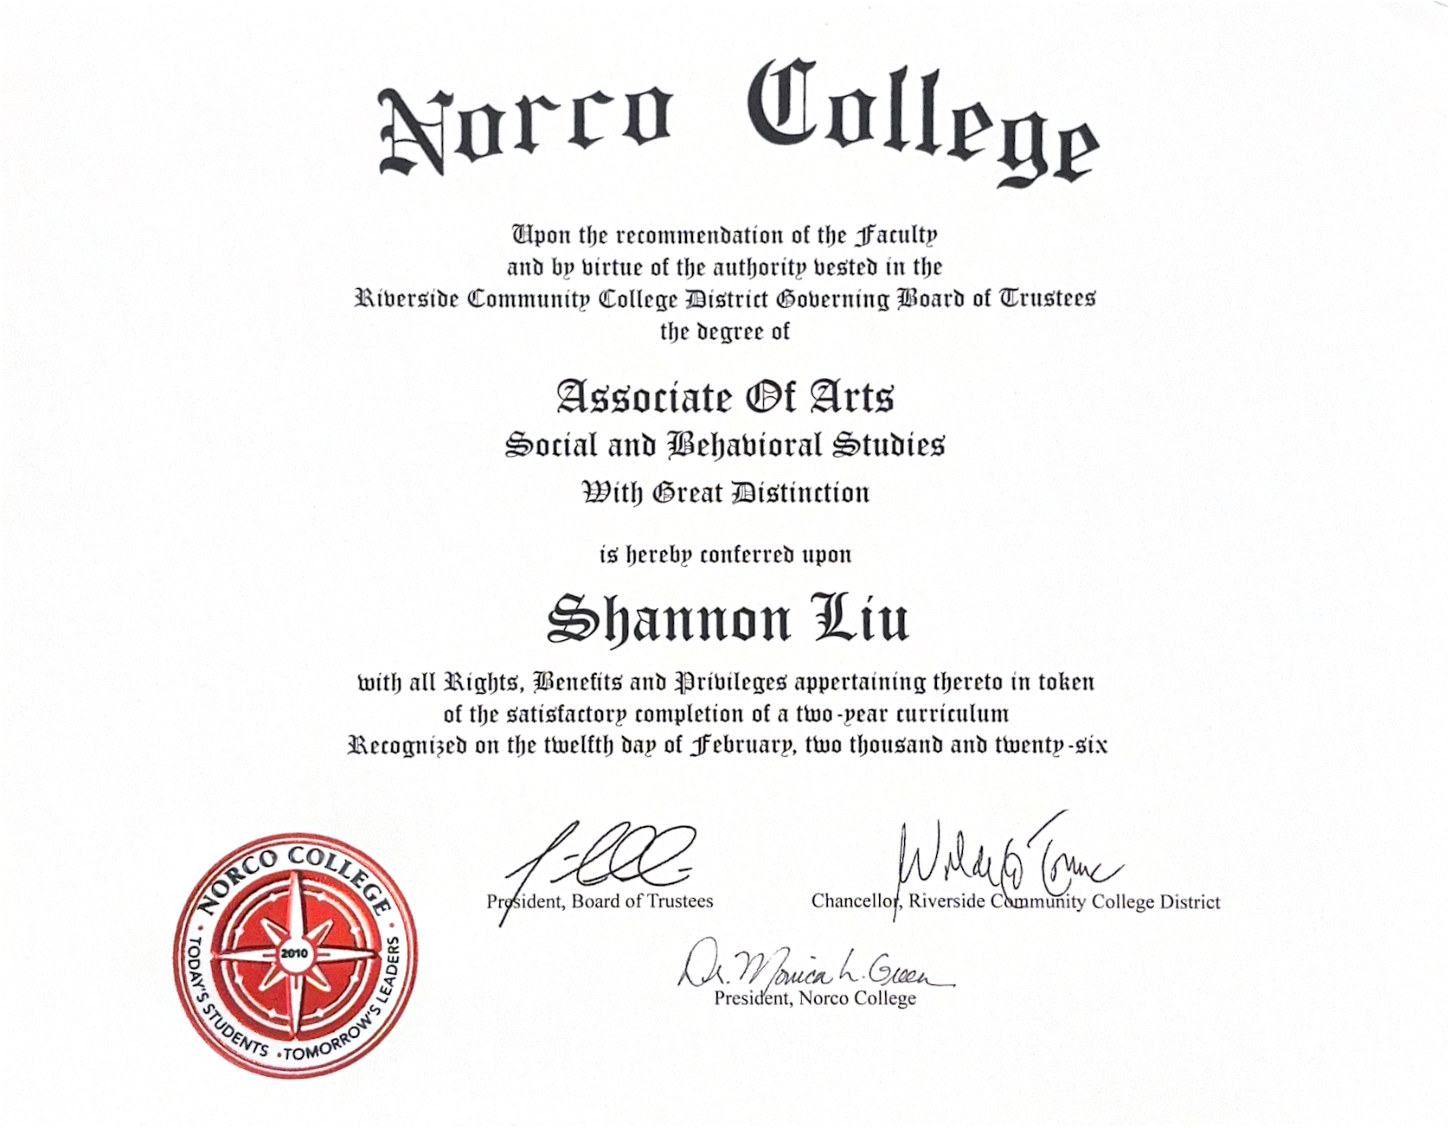 Norco College
Upon the recommendation of the Faculty
and by virtue of the authority vested in the
Riverside Community College District Governing Board of Trustees
the degree of
Associate Of Arts
Social and Behavioral Studies
With Great Distinction
is hereby conferred upon
Shannon Liu
with all Rights, Benefits and Privileges appertaining thereto in token
of the satisfactory completion of a two-year curriculum
Recognized on the twelfth day of February, two thousand and twenty-six
President, Board of Trustees
Chancellor, Riverside Community College District
Dr. Monica L. Green
President, Norco College
NORCO COLLEGE
2010
TODAY'S STUDENTS • TOMORROW'S LEADERS